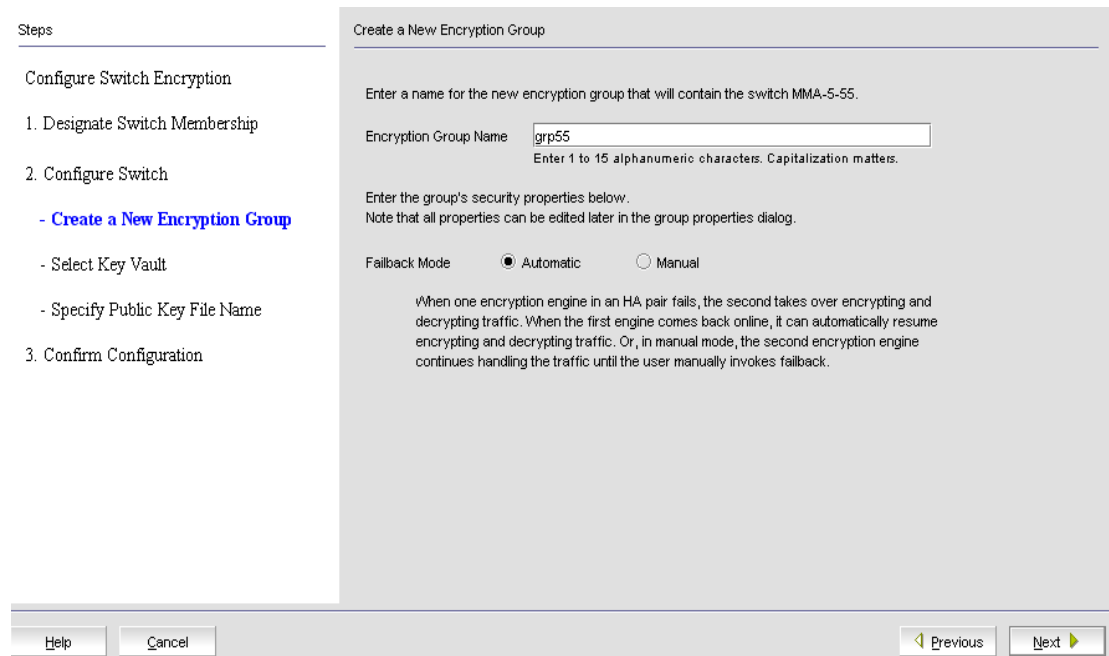 Steps
Configure Switch Encryption
1. Designate Switch Membership
2. Configure Switch
- Create a New Encryption Group
- Select Key Vault
- Specify Public Key File Name
3. Confirm Configuration
Create a New Encryption Group
Enter a name for the new encryption group that will contain the switch MMA-5-55.
Encryption Group Name grp55
Enter 1 to 15 alphanumeric characters. Capitalization matters.
Enter the group's security properties below.
Note that all properties can be edited later in the group properties dialog.
Failback Mode Automatic Manual
When one encryption engine in an HA pair fails, the second takes over encrypting and
decrypting traffic. When the first engine comes back online, it can automatically resume
encrypting and decrypting traffic. Or, in manual mode, the second encryption engine
continues handling the traffic until the user manually invokes failback.
Help Cancel Previous Next